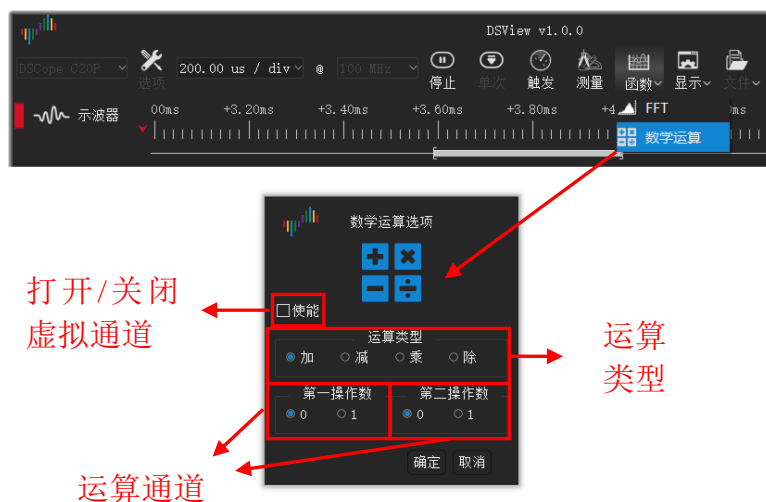 DSView v1.0.0
DSCope C20P
选项
200.00 us / div
@
100 MHz
停止
单次
触发
测量
函数
显示
文件
示波器
00ms
+3.20ms
+3.40ms
+3.60ms
+3.80ms
+4
ms
FFT
数学运算
数学运算选项
打开/关闭
虚拟通道
使能
运算类型
加
减
乘
除
运算
类型
第一操作数
第二操作数
0
1
0
1
确定
取消
运算通道